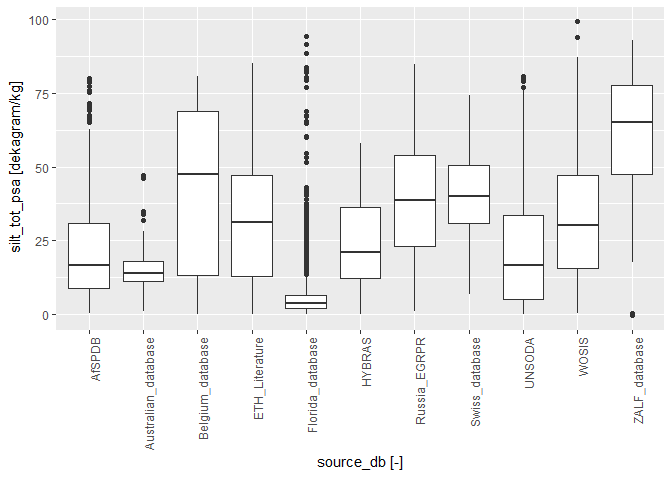 silt_tot_psa [dekagram/kg]
100
75
50
25
0
AfSPDB
Australian_database
Belgium_database
ETH_Literature
Florida_database
HYBRAS
Russia_EGRPR
Swiss_database
UNSODA
WOSIS
ZALF_database
source_db [-]